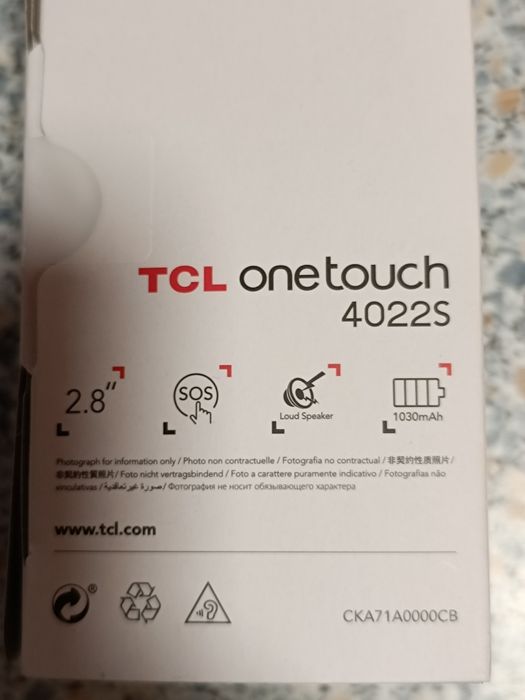 TCL onetouch
4022S
2.8"
SOS
Loud Speaker
1030mAh
Photograph for information only / Photo non contractuelle / Fotografia no contractual / 非契约性质照片 /
非契約性質照片 / Foto nicht vertragsbindend / Foto a carattere puramente indicativo / Fotografias não
vinculativas / صورة غير تعاقدية / Фотография не носит обязывающего характера
www.tcl.com
®
CKA71A0000CB